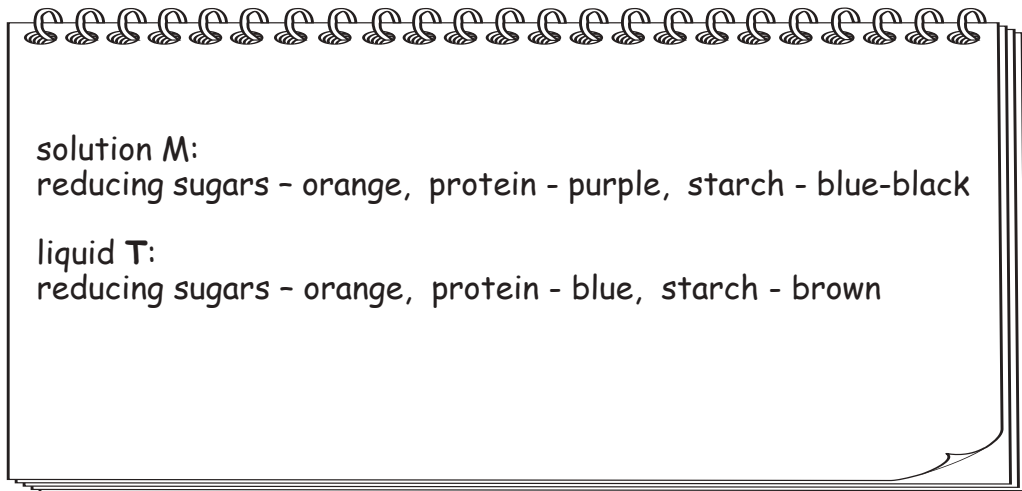 solution M:
reducing sugars – orange,  protein - purple,  starch - blue-black
liquid T:
reducing sugars – orange,  protein - blue,  starch - brown